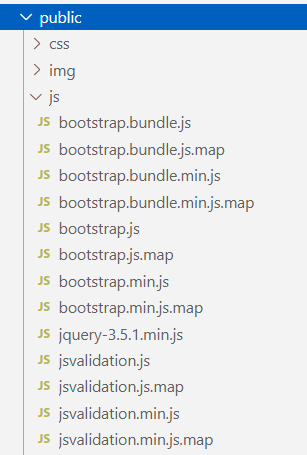 public
css
img
js
JS bootstrap.bundle.js
JS bootstrap.bundle.js.map
JS bootstrap.bundle.min.js
JS bootstrap.bundle.min.js.map
JS bootstrap.js
JS bootstrap.js.map
JS bootstrap.min.js
JS bootstrap.min.js.map
JS jquery-3.5.1.min.js
JS jsvalidation.js
JS jsvalidation.js.map
JS jsvalidation.min.js
JS jsvalidation.min.js.map